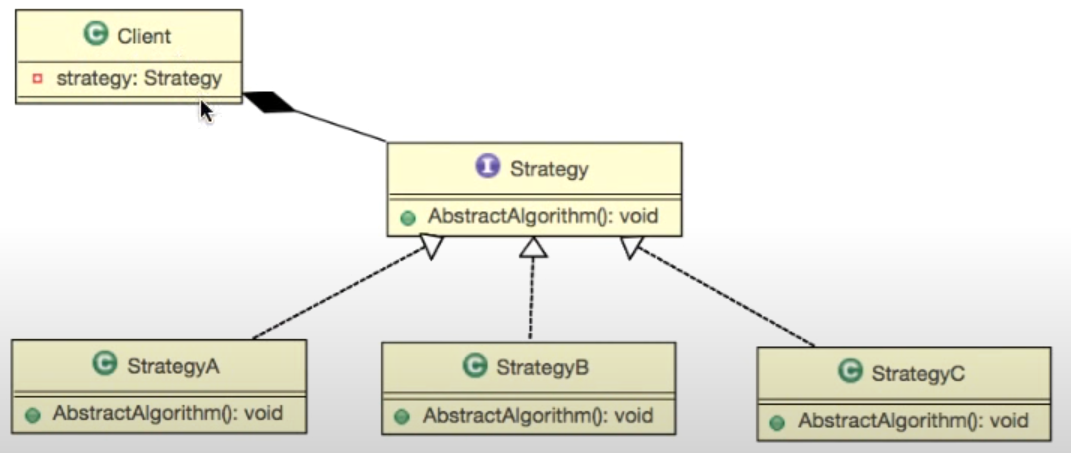 C Client
strategy: Strategy
I Strategy
AbstractAlgorithm(): void
C StrategyA
AbstractAlgorithm(): void
C StrategyB
AbstractAlgorithm(): void
C StrategyC
AbstractAlgorithm(): void